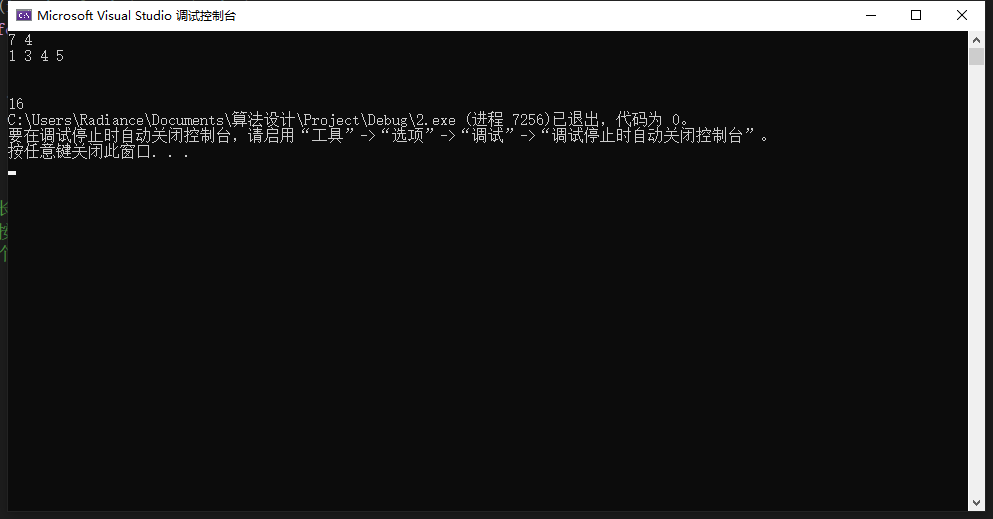 Microsoft Visual Studio 调试控制台
7 4
1 3 4 5
16
C:\Users\Radiance\Documents\算法设计\Project\Debug\2.exe (进程 7256)已退出，代码为 0。
要在调试停止时自动关闭控制台，请启用“工具”->“选项”->“调试”->“调试停止时自动关闭控制台”。
按任意键关闭此窗口. . .